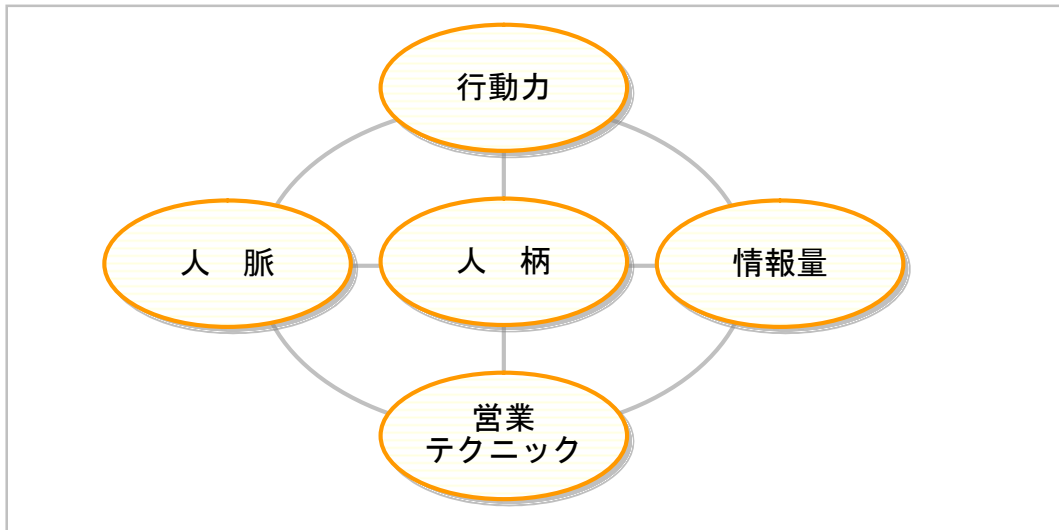 行動力
人　脈
人　柄
情報量
営業
テクニック